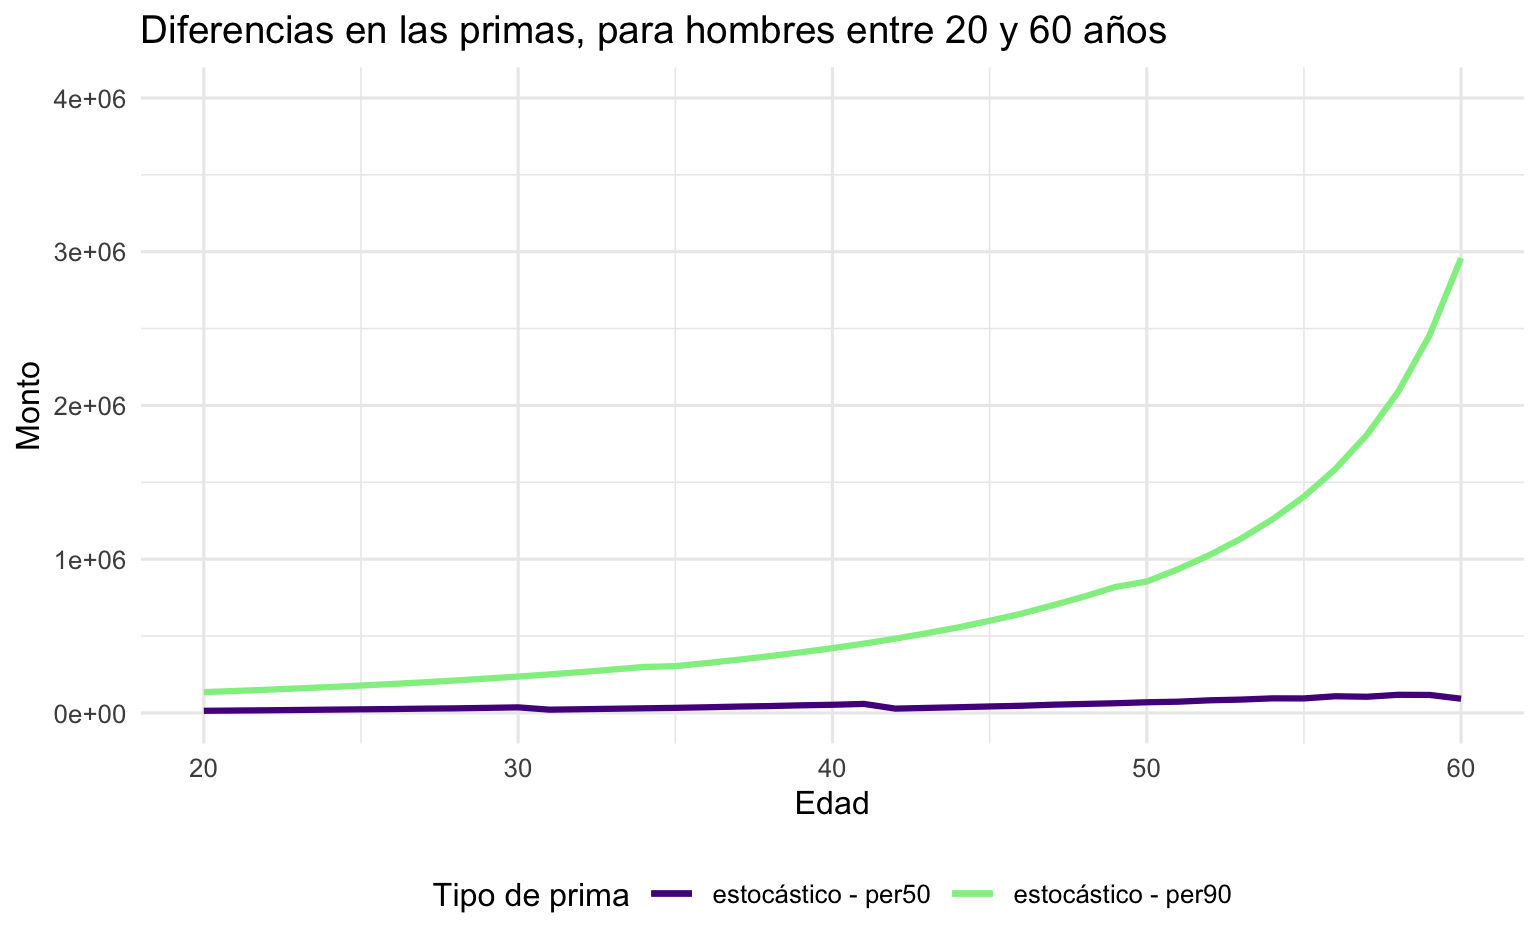 Diferencias en las primas, para hombres entre 20 y 60 años
4e+06
3e+06
2e+06
1e+06
0e+00
Monto
20 30 40 50 60
Edad
Tipo de prima estocástico - per50 estocástico - per90